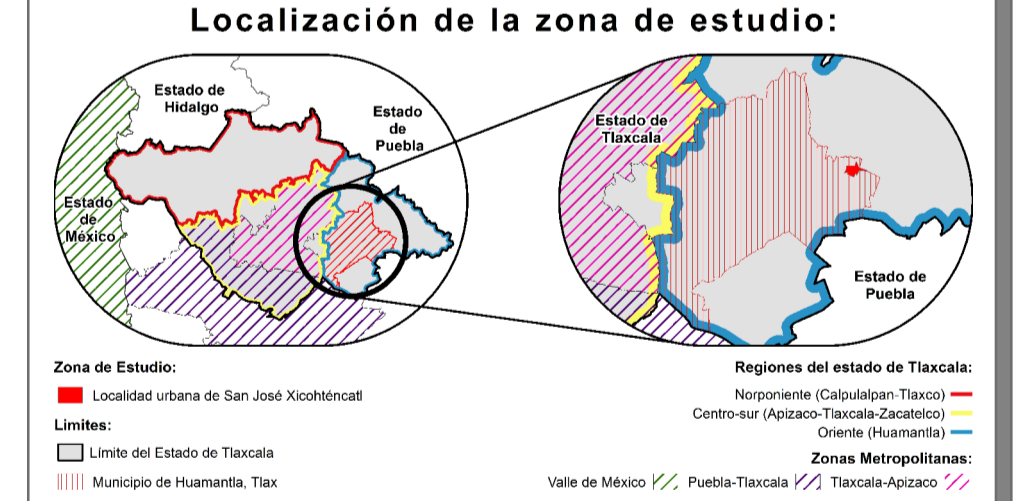 Localización de la zona de estudio:
Estado de
Hidalgo
Estado
de
Puebla
Estado
de
México
Estado de
Tlaxcala
Estado de
Puebla
Zona de Estudio:
Localidad urbana de San José Xicohténcatl
Limites:
Límite del Estado de Tlaxcala
Municipio de Huamantla, Tlax
Regiones del estado de Tlaxcala:
Norponiente (Calpulalpan-Tlaxco)
Centro-sur (Apizaco-Tlaxcala-Zacatelco)
Oriente (Huamantla)
Zonas Metropolitanas:
Valle de México Puebla-Tlaxcala Tlaxcala-Apizaco